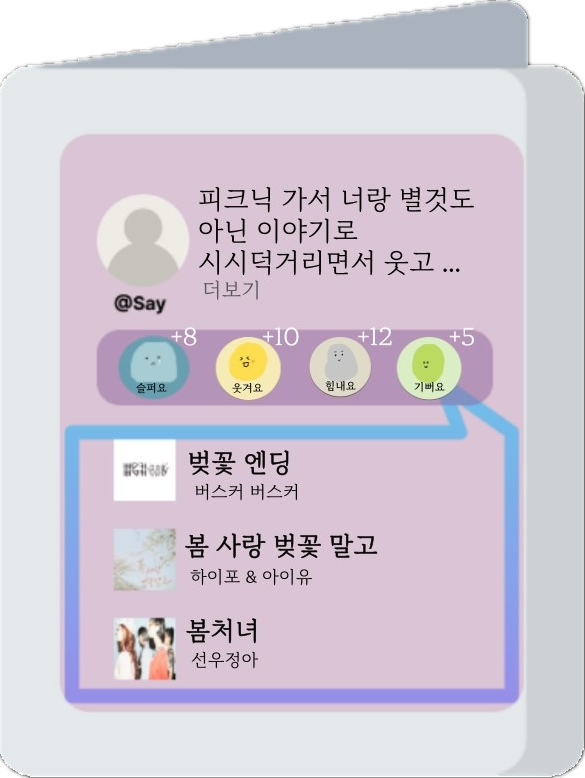 피크닉 가서 너랑 별것도
아닌 이야기로
시시덕거리면서 웃고 ...
더보기
@Say
+8
+10
+12
+5
슬퍼요
웃겨요
힘내요
기뻐요
벚꽃 엔딩
버스커 버스커
봄 사랑 벚꽃 말고
하이포 & 아이유
봄처녀
선우정아